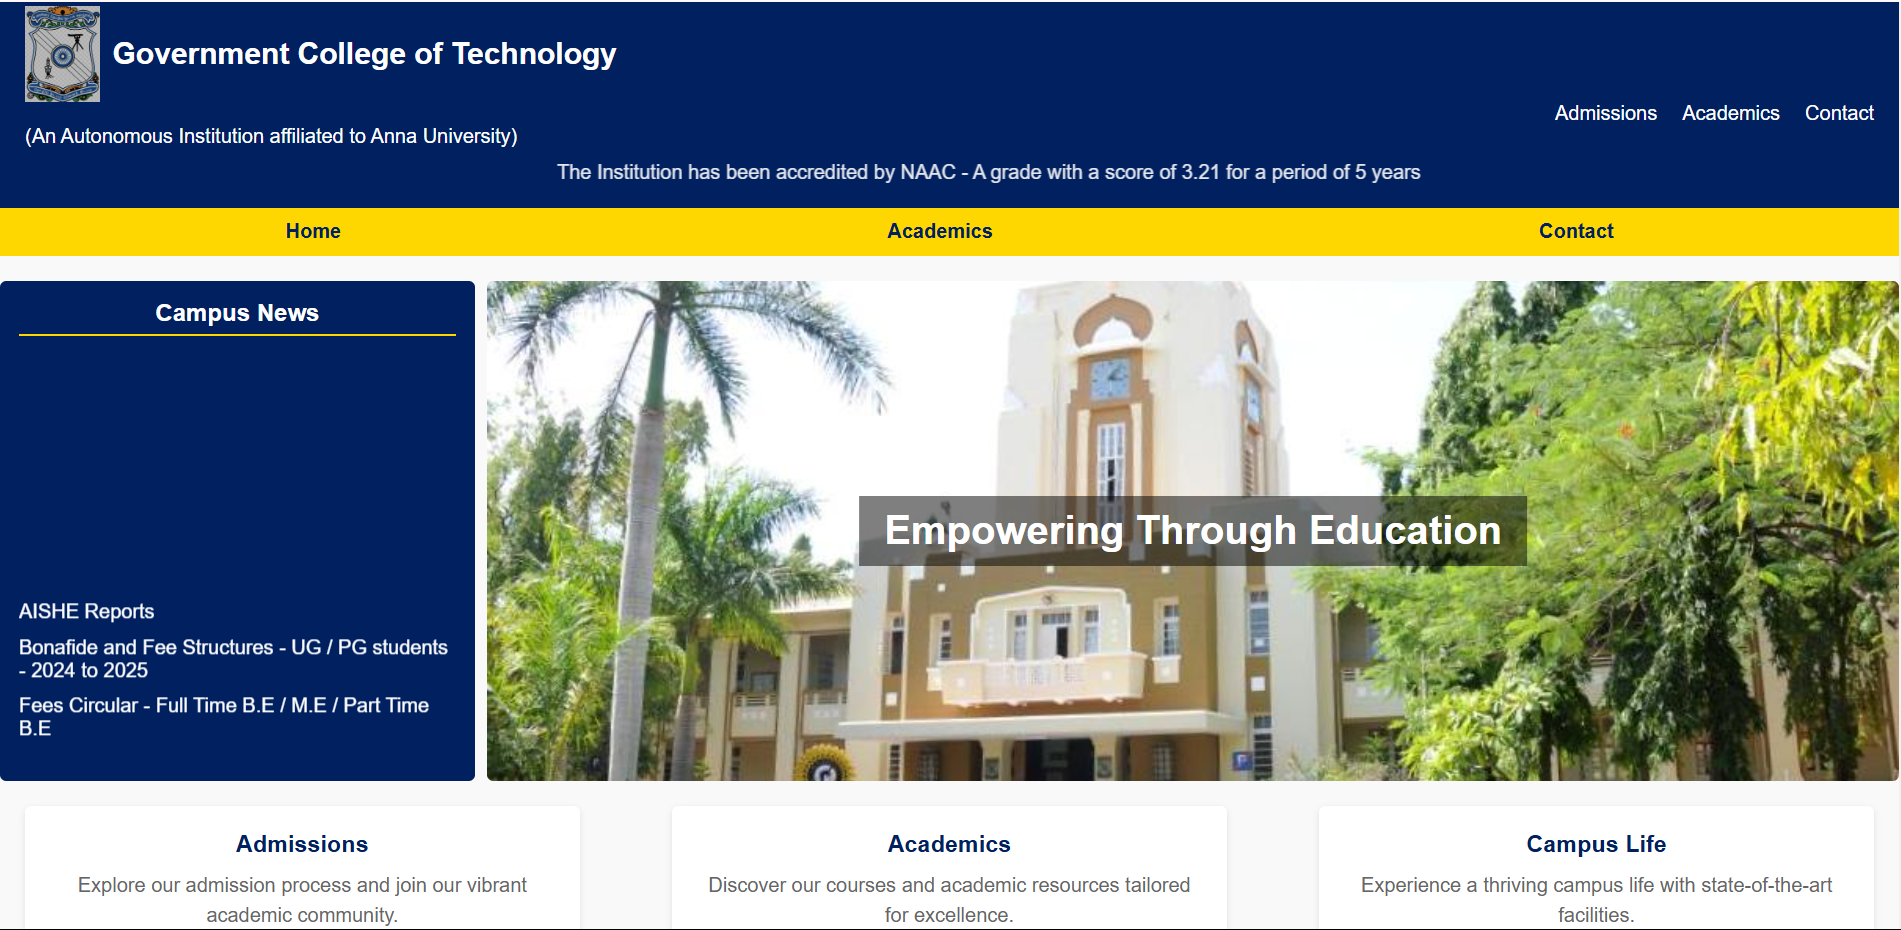 Government College of Technology
(An Autonomous Institution affiliated to Anna University)
Admissions Academics Contact
The Institution has been accredited by NAAC - A grade with a score of 3.21 for a period of 5 years
Home Academics Contact
Campus News
AISHE Reports
Bonafide and Fee Structures - UG / PG students
- 2024 to 2025
Fees Circular - Full Time B.E / M.E / Part Time
B.E
Empowering Through Education
Admissions
Explore our admission process and join our vibrant
academic community.
Academics
Discover our courses and academic resources tailored
for excellence.
Campus Life
Experience a thriving campus life with state-of-the-art
facilities.